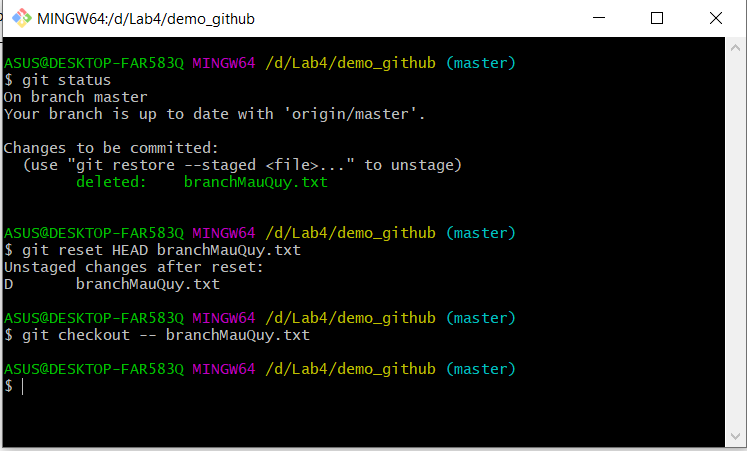 MINGW64:/d/Lab4/demo_github
ASUS@DESKTOP-FAR583Q MINGW64 /d/Lab4/demo_github (master)
$ git status
On branch master
Your branch is up to date with 'origin/master'.
Changes to be committed:
  (use "git restore --staged <file>..." to unstage)
        deleted:    branchMauQuy.txt
ASUS@DESKTOP-FAR583Q MINGW64 /d/Lab4/demo_github (master)
$ git reset HEAD branchMauQuy.txt
Unstaged changes after reset:
D       branchMauQuy.txt
ASUS@DESKTOP-FAR583Q MINGW64 /d/Lab4/demo_github (master)
$ git checkout -- branchMauQuy.txt
ASUS@DESKTOP-FAR583Q MINGW64 /d/Lab4/demo_github (master)
$